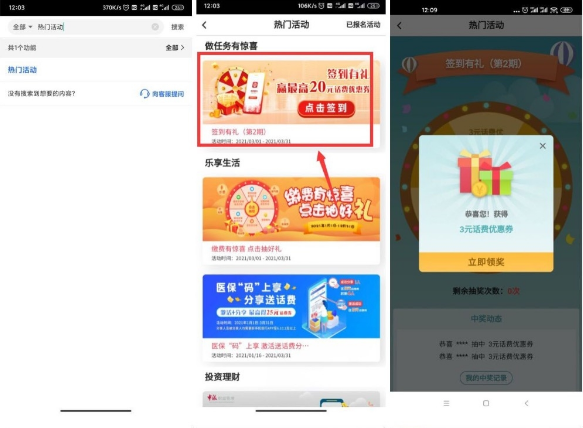 12:03
370K/s
全部
热门活动
搜索
共1个功能
全部 >
热门活动
没有搜索到想要的内容?
向客服提问
12:03
106K/s
热门活动
已报名活动
做任务有惊喜
签到有礼
赢最高20元话费优惠券
点击签到
签到有礼（第2期）
活动时间：2021/03/01 - 2021/03/31
乐享生活
缴费有惊喜
点击抽好礼
缴费有惊喜 点击抽好礼
活动时间：2021/01/01 - 2021/03/31
医保“码”上享
分享送话费
医保“码”上享 激活送话费分…
活动时间：2021/01/16 - 2021/03/31
投资理财
12:09
热门活动
签到有礼（第2期）
恭喜您！获得
3元话费优惠券
立即领奖
剩余抽奖次数：0次
中奖动态
恭喜 **** 抽中 3元话费优惠券
恭喜 **** 抽中 3元话费优惠券
我的中奖记录